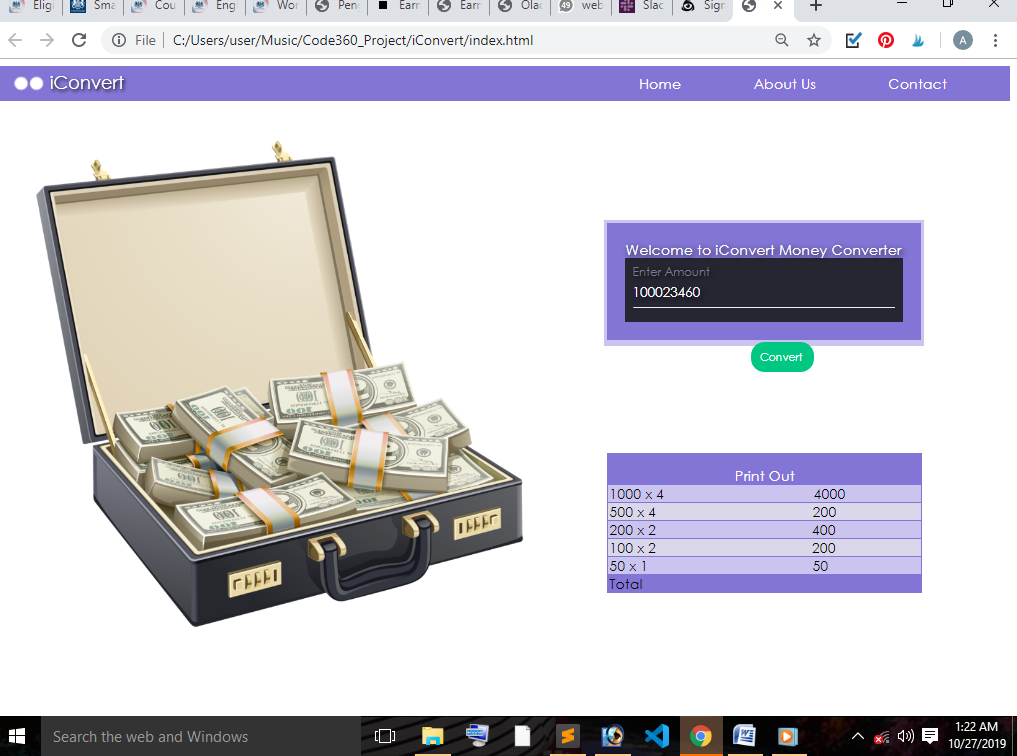 Elig
Sma
Cou
Eng
Wor
Pen
Earn
Earn
Olac
49 web
Slac
Sign
File C:/Users/user/Music/Code360_Project/iConvert/index.html
A
iConvert Home About Us Contact
Welcome to iConvert Money Converter
Enter Amount
100023460
Convert
Print Out
1000 x 4 4000
500 x 4 200
200 x 2 400
100 x 2 200
50 x 1 50
Total
Search the web and Windows
1:22 AM
10/27/2019